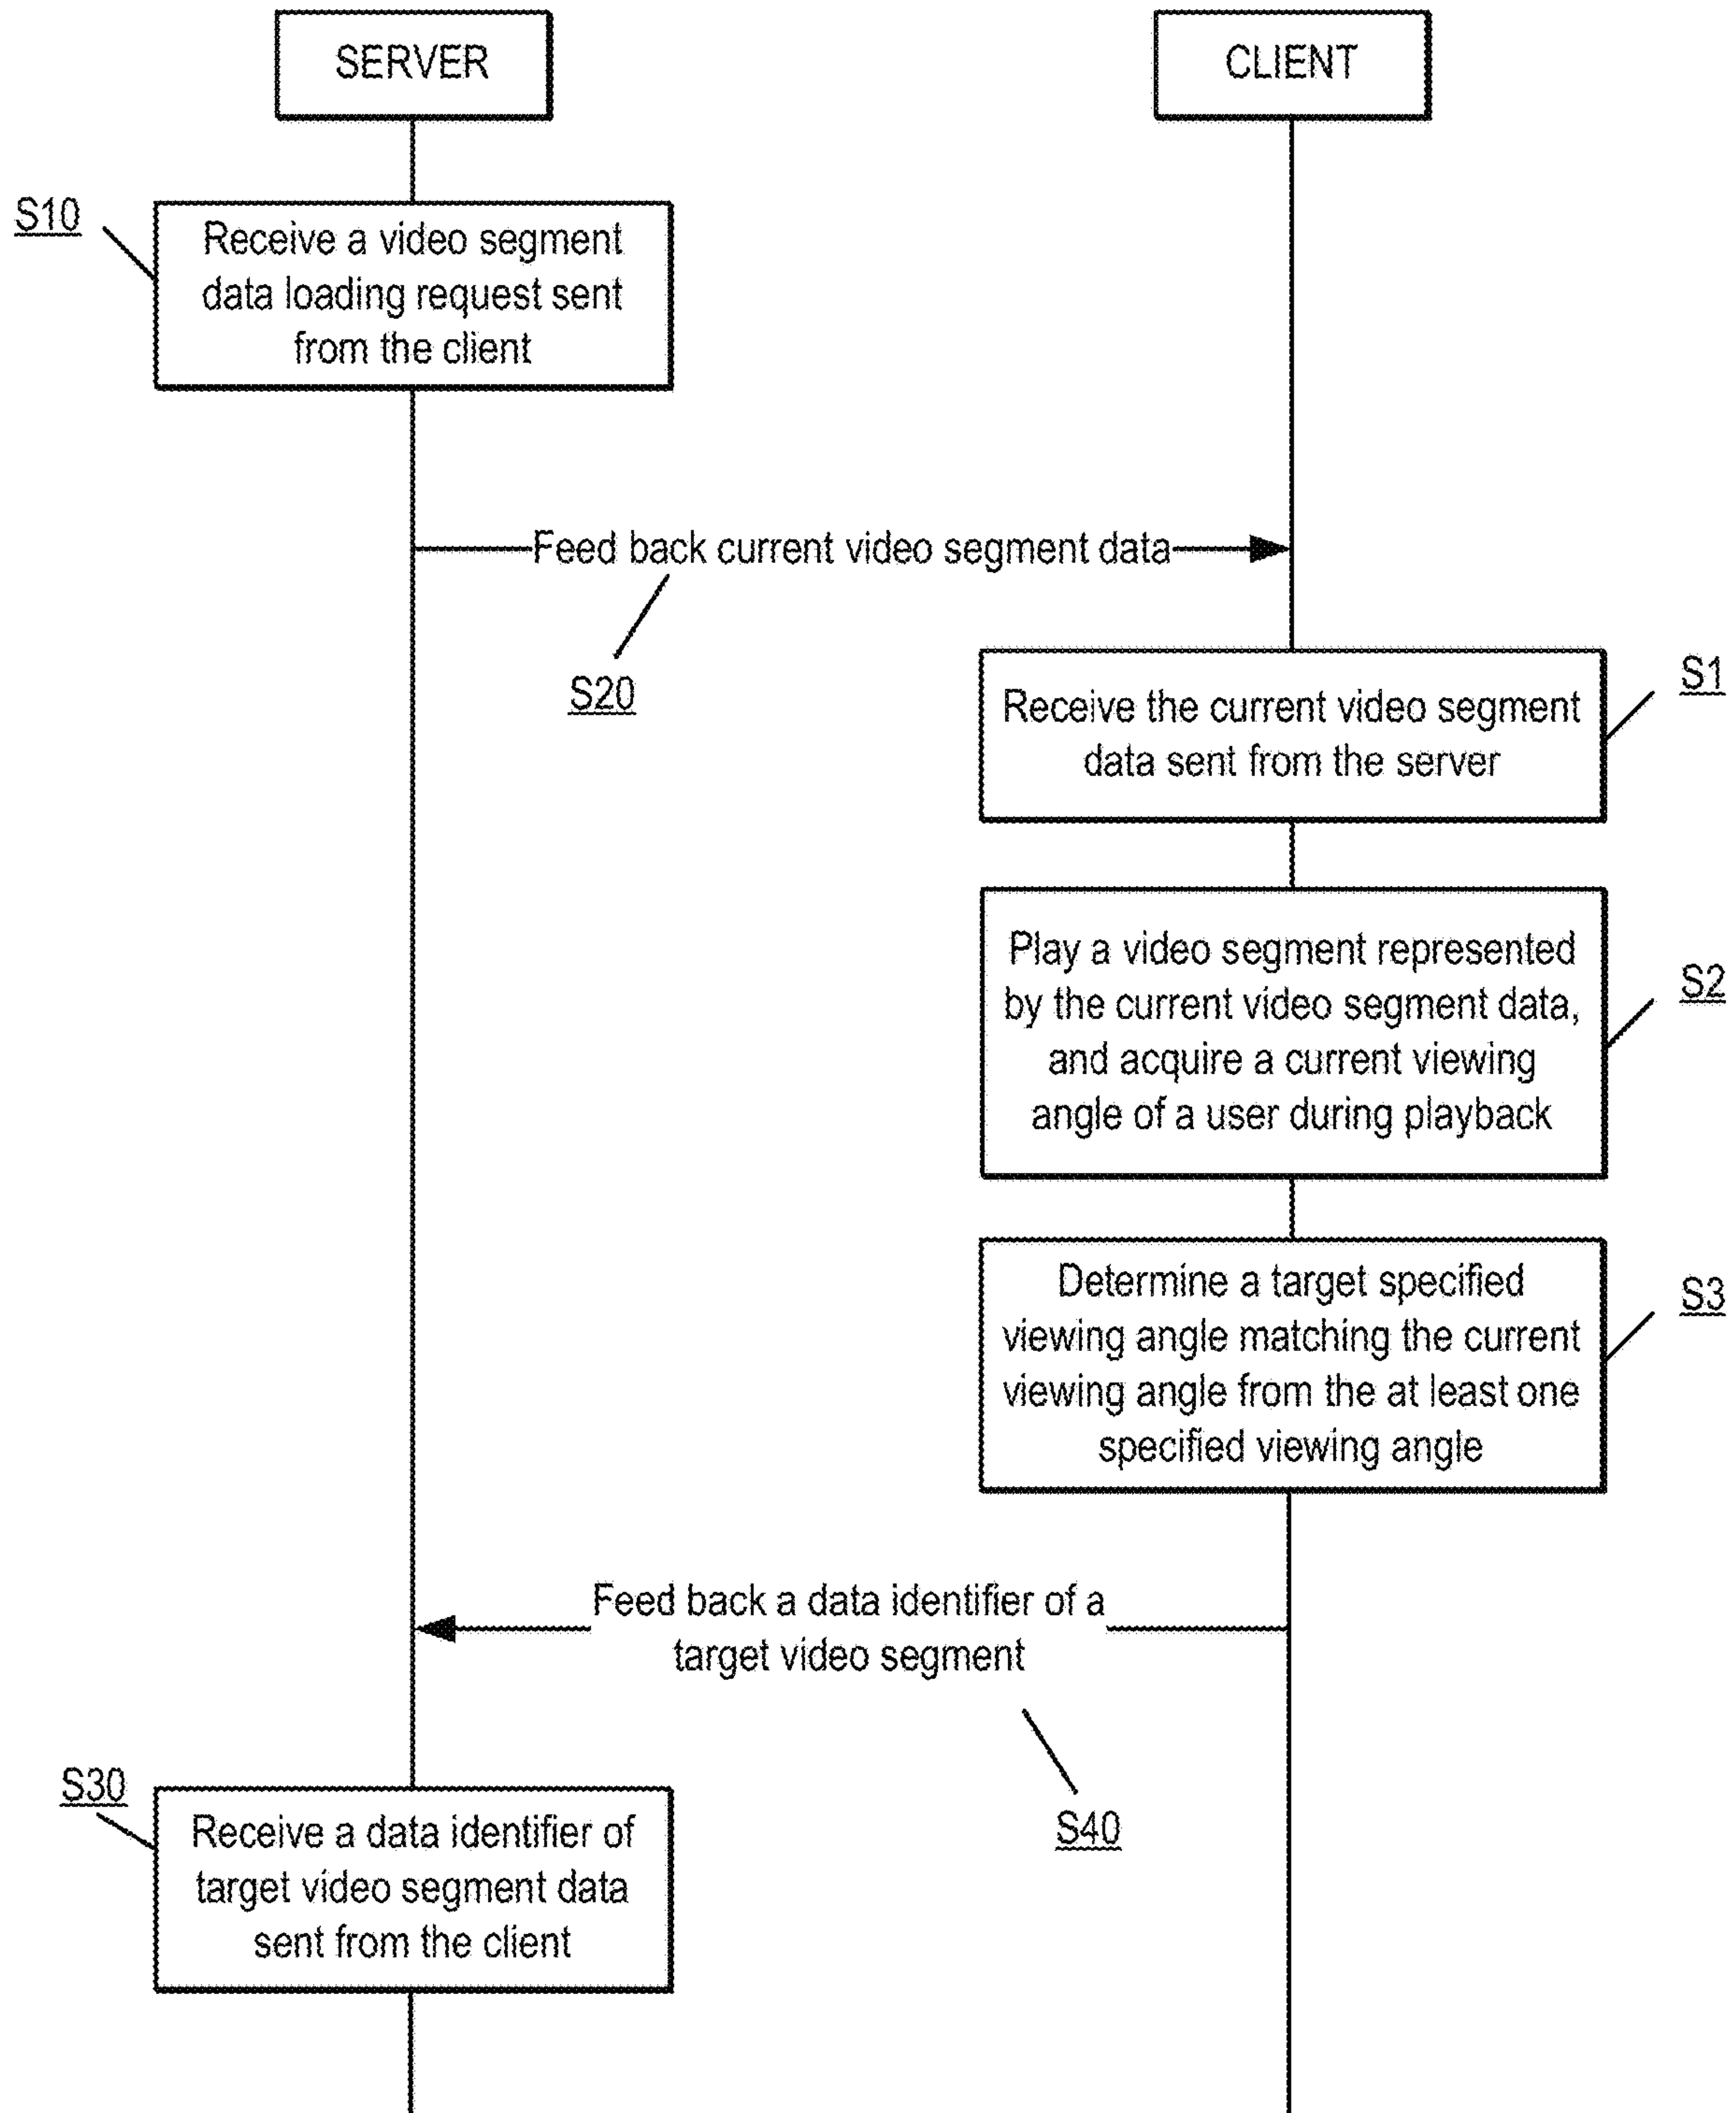 SERVER
CLIENT
S10
Receive a video segment
data loading request sent
from the client
Feed back current video segment data
S20
Receive the current video segment
data sent from the server
S1
Play a video segment represented
by the current video segment data,
and acquire a current viewing
angle of a user during playback
S2
Determine a target specified
viewing angle matching the current
viewing angle from the at least one
specified viewing angle
S3
Feed back a data identifier of a
target video segment
S40
S30
Receive a data identifier of
target video segment data
sent from the client